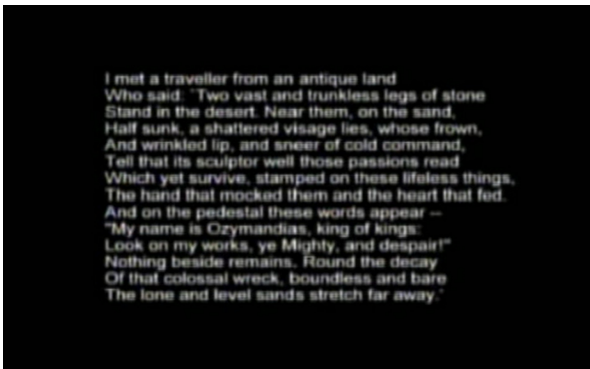 I met a traveller from an antique land
Who said: 'Two vast and trunkless legs of stone
Stand in the desert. Near them, on the sand,
Half sunk, a shattered visage lies, whose frown,
And wrinkled lip, and sneer of cold command,
Tell that its sculptor well those passions read
Which yet survive, stamped on these lifeless things,
The hand that mocked them and the heart that fed.
And on the pedestal these words appear --
"My name is Ozymandias, king of kings:
Look on my works, ye Mighty, and despair!"
Nothing beside remains. Round the decay
Of that colossal wreck, boundless and bare
The lone and level sands stretch far away.'